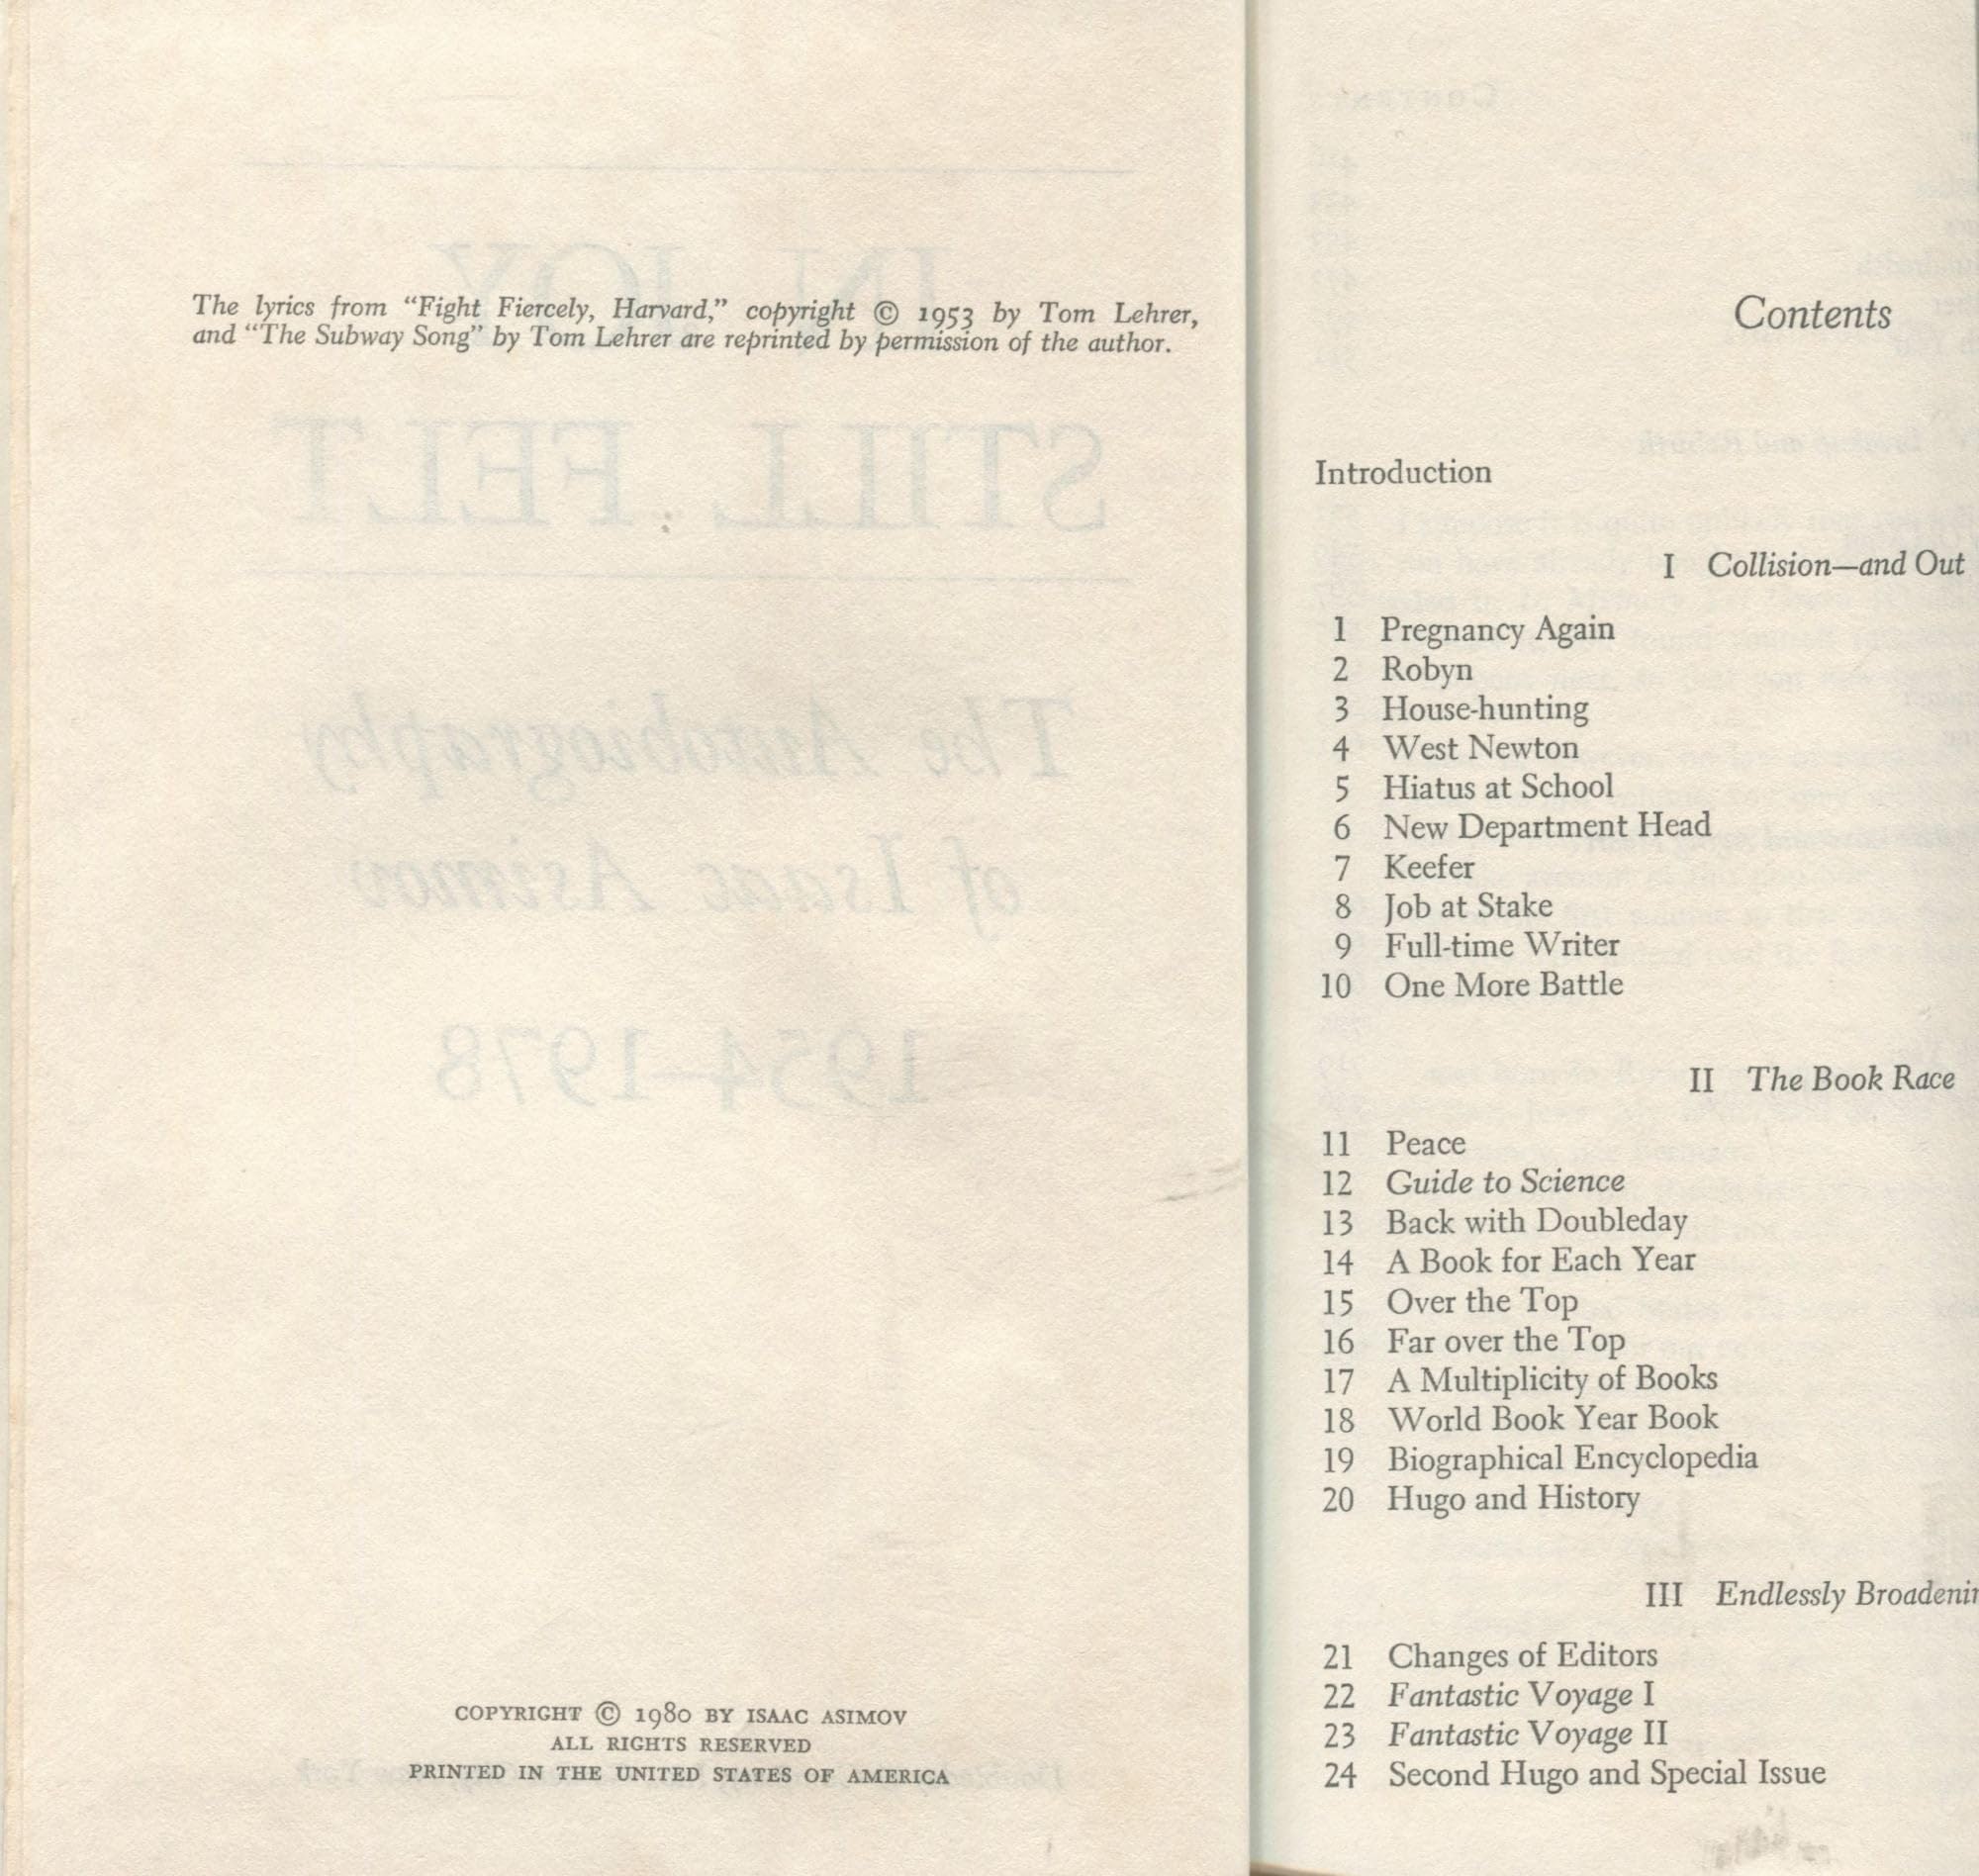 The lyrics from “Fight Fiercely, Harvard,” copyright © 1953 by Tom Lehrer,
and “The Subway Song” by Tom Lehrer are reprinted by permission of the author.
COPYRIGHT © 1980 BY ISAAC ASIMOV
ALL RIGHTS RESERVED
PRINTED IN THE UNITED STATES OF AMERICA
Contents
Introduction
I Collision—and Out
1 Pregnancy Again
2 Robyn
3 House-hunting
4 West Newton
5 Hiatus at School
6 New Department Head
7 Keefer
8 Job at Stake
9 Full-time Writer
10 One More Battle
II The Book Race
11 Peace
12 Guide to Science
13 Back with Doubleday
14 A Book for Each Year
15 Over the Top
16 Far over the Top
17 A Multiplicity of Books
18 World Book Year Book
19 Biographical Encyclopedia
20 Hugo and History
III Endlessly
21 Changes of Editors
22 Fantastic Voyage I
23 Fantastic Voyage II
24 Second Hugo and Special Issue